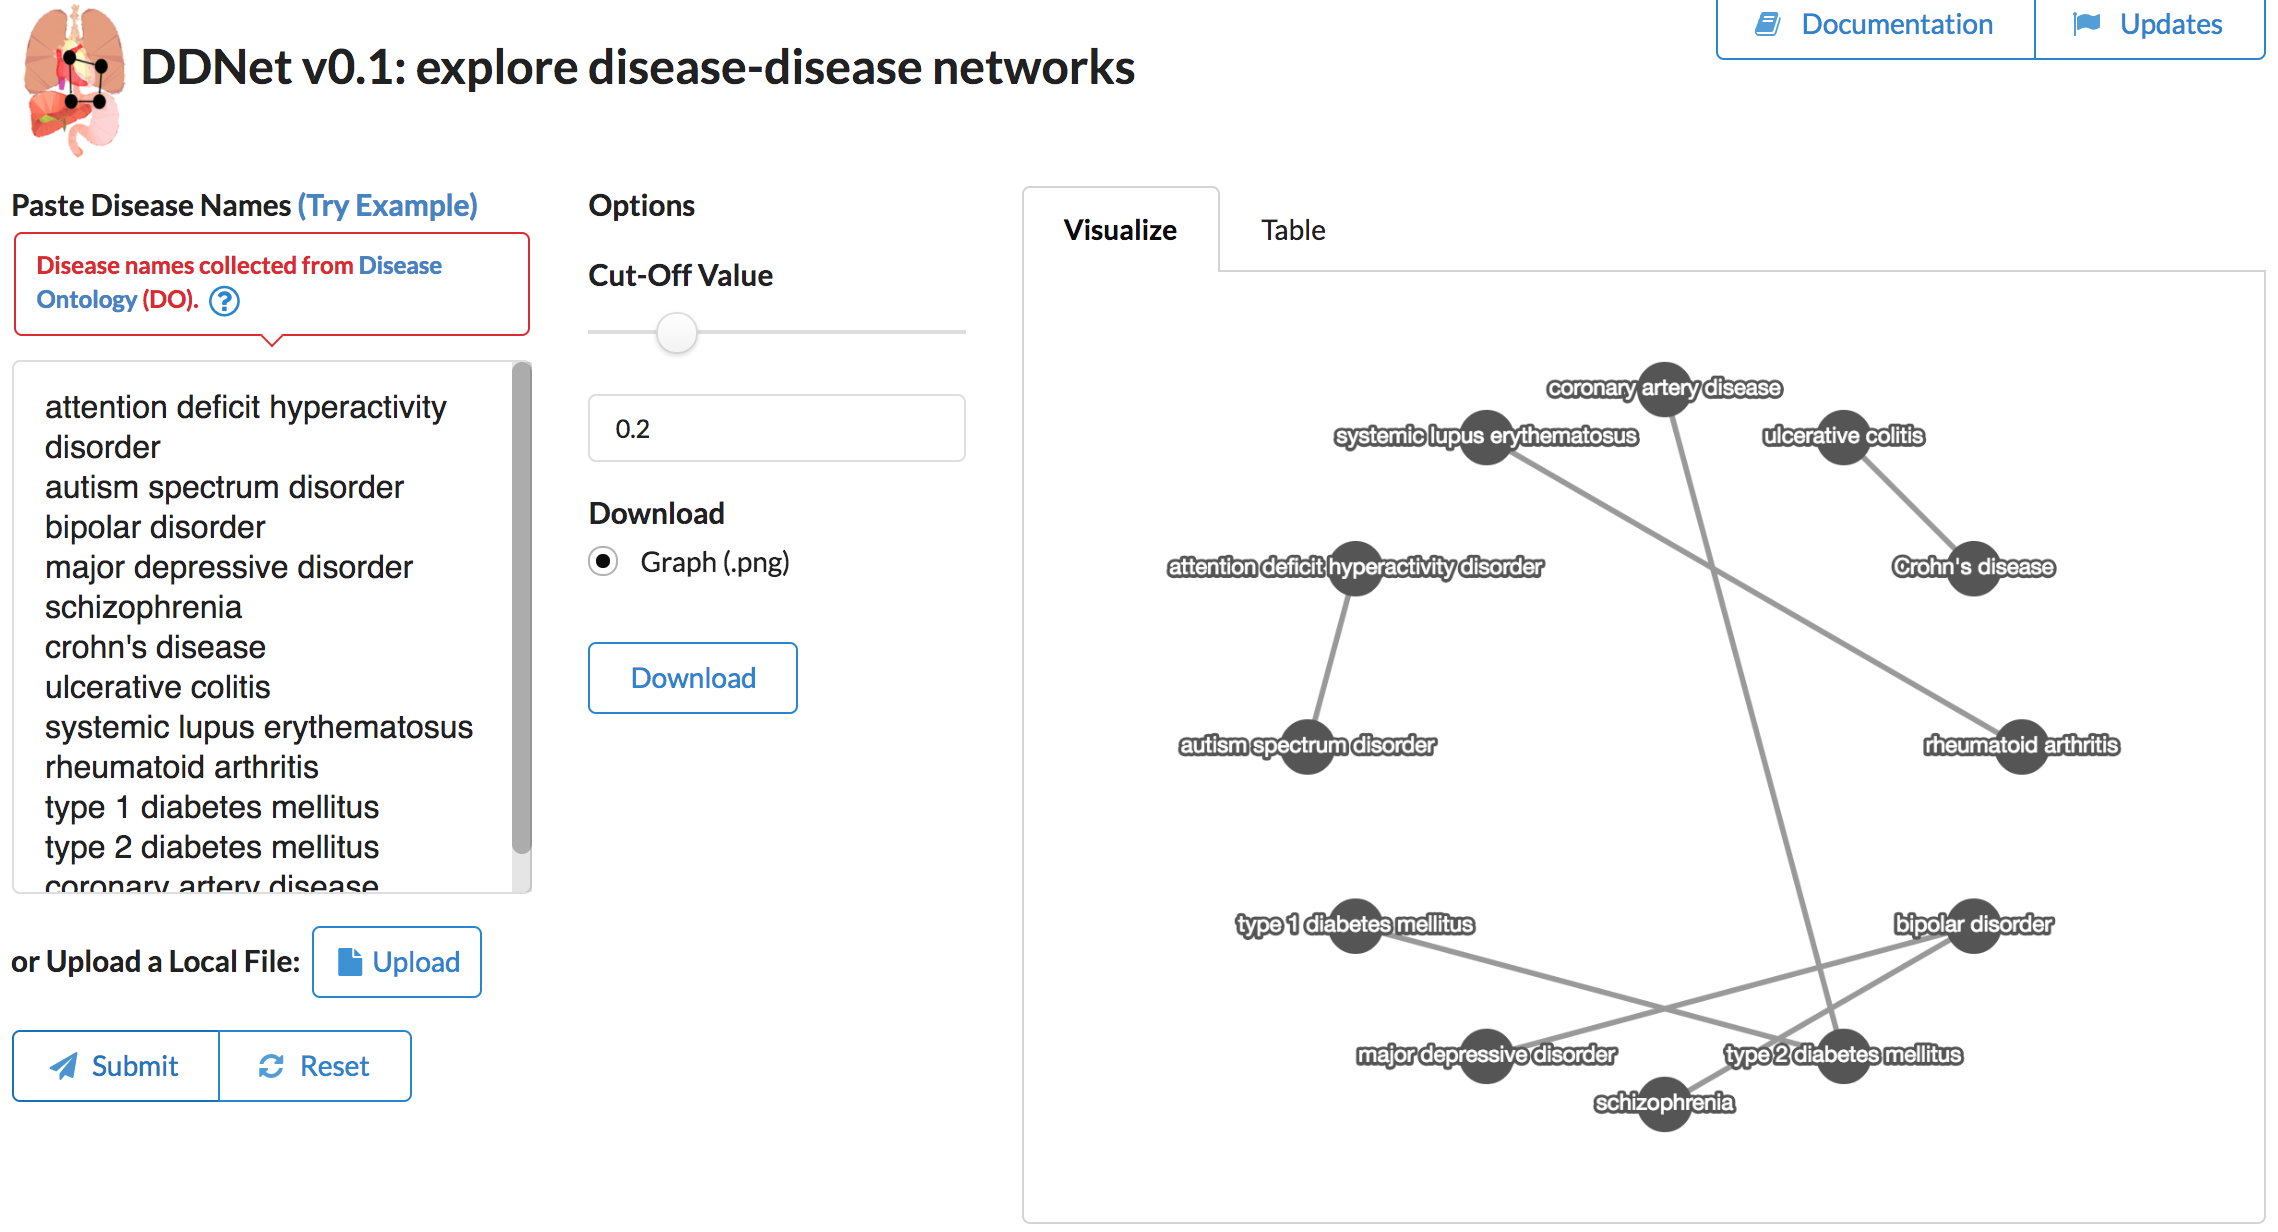 Documentation
Updates
DDNet v0.1: explore disease-disease networks
Paste Disease Names (Try Example)
Disease names collected from Disease
Ontology (DO). ?
attention deficit hyperactivity
disorder
autism spectrum disorder
bipolar disorder
major depressive disorder
schizophrenia
crohn's disease
ulcerative colitis
systemic lupus erythematosus
rheumatoid arthritis
type 1 diabetes mellitus
type 2 diabetes mellitus
coronary artery disease
or Upload a Local File:
Upload
Submit
Reset
Options
Cut-Off Value
0.2
Download
Graph (.png)
Download
Visualize
Table
coronary artery disease
systemic lupus erythematosus
ulcerative colitis
attention deficit hyperactivity disorder
Crohn's disease
autism spectrum disorder
rheumatoid arthritis
type 1 diabetes mellitus
bipolar disorder
major depressive disorder
type 2 diabetes mellitus
schizophrenia